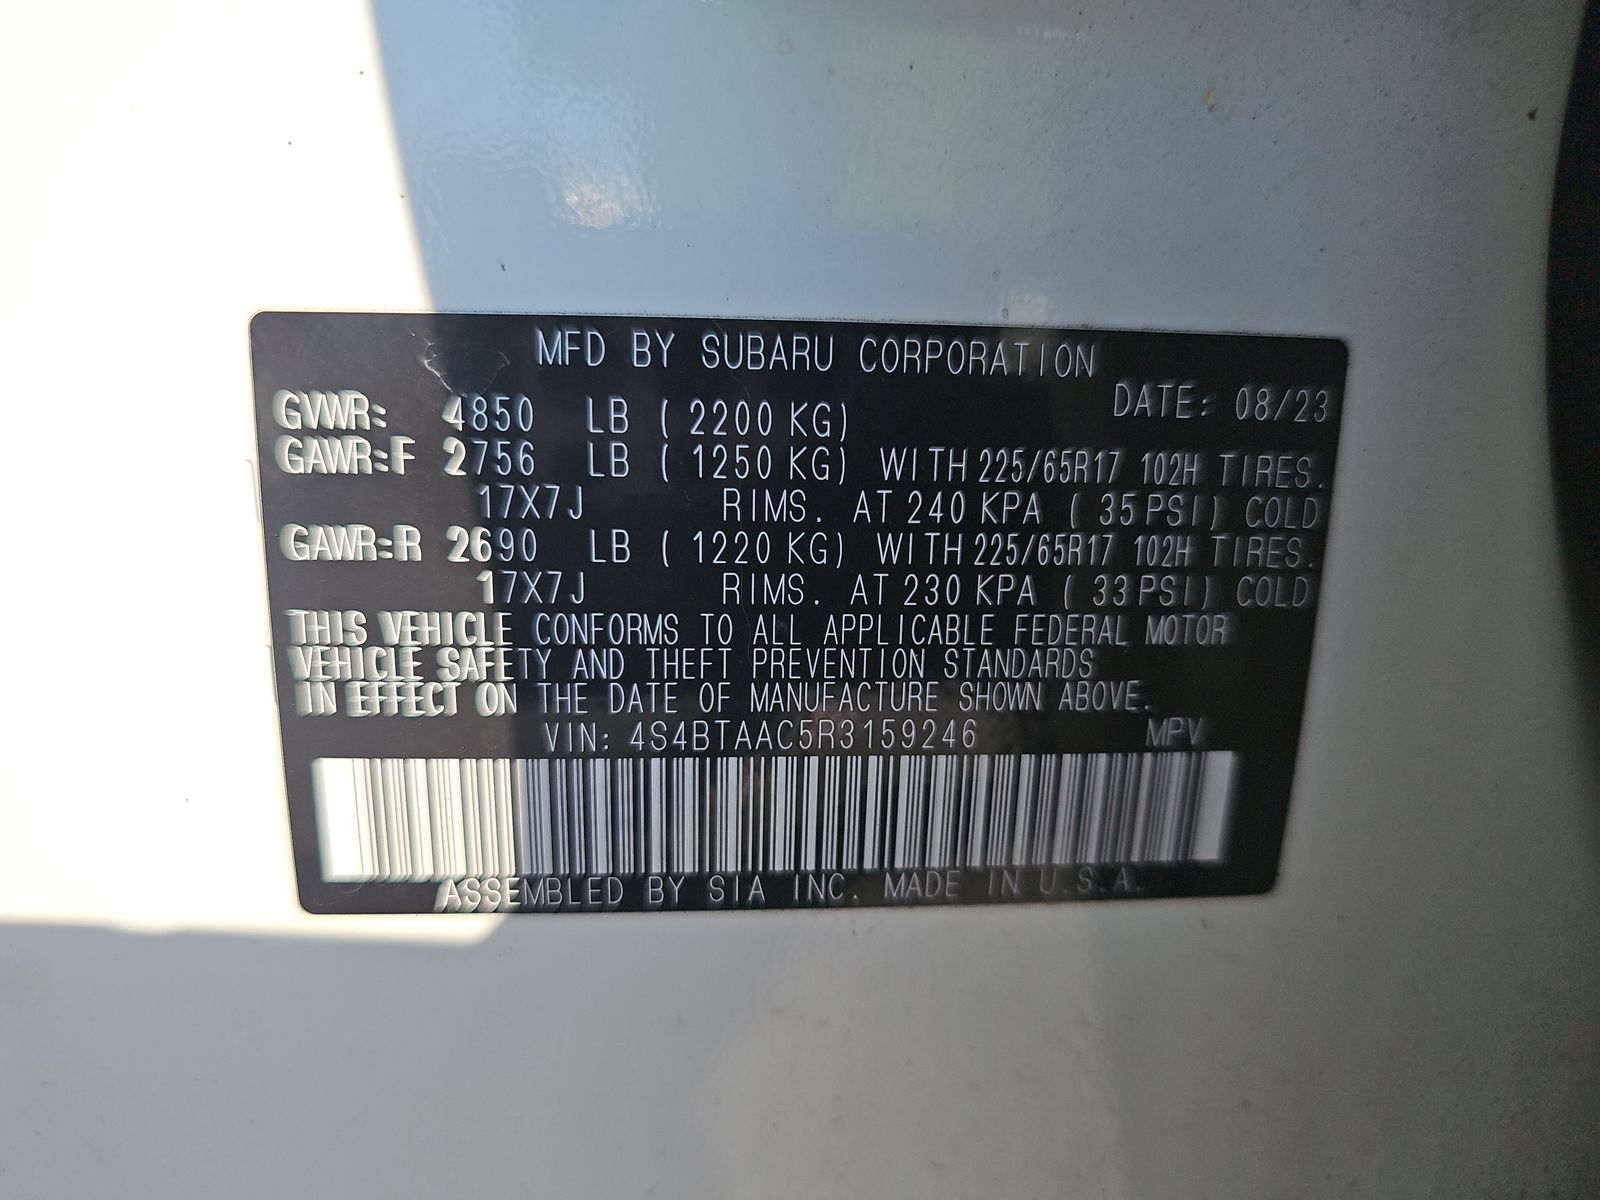 MFD BY SUBARU CORPORATION
DATE: 08/23
GVWR: 4850 LB ( 2200 KG)
GAWR:F 2756 LB ( 1250 KG) WITH 225/65R17 102H TIRES.
17X7J RIMS. AT 240 KPA ( 35 PSI) COLD
GAWR:R 2690 LB ( 1220 KG) WITH 225/65R17 102H TIRES.
17X7J RIMS. AT 230 KPA ( 33 PSI) COLD
THIS VEHICLE CONFORMS TO ALL APPLICABLE FEDERAL MOTOR
VEHICLE SAFETY AND THEFT PREVENTION STANDARDS
IN EFFECT ON THE DATE OF MANUFACTURE SHOWN ABOVE.
VIN: 4S4BTAAC5R3159246 MPV
ASSEMBLED BY SIA INC. MADE IN U.S.A.